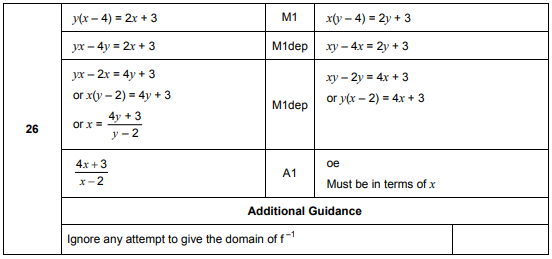 y(x – 4) = 2x + 3 M1 x(y – 4) = 2y + 3
yx – 4y = 2x + 3 M1dep xy – 4x = 2y + 3
yx – 2x = 4y + 3
or x(y – 2) = 4y + 3
or x = (4y + 3)/(y – 2)
M1dep
xy – 2y = 4x + 3
or y(x – 2) = 4x + 3
26
(4x + 3)/(x – 2)
A1
oe
Must be in terms of x
Additional Guidance
Ignore any attempt to give the domain of f⁻¹